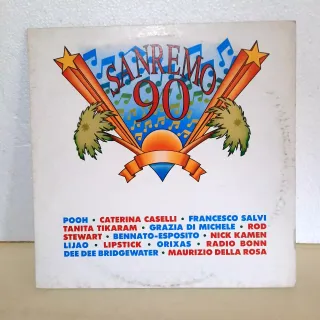 SANREMO
90
POOH • CATERINA CASELLI • FRANCESCO SALVI
TANITA TIKARAM • GRAZIA DI MICHELE • ROD
STEWART • BENNATO-ESPOSITO • NICK KAMEN
LIJAO • LIPSTICK • ORIXAS • RADIO BONN
DEE DEE BRIDGEWATER • MAURIZIO DELLA ROSA